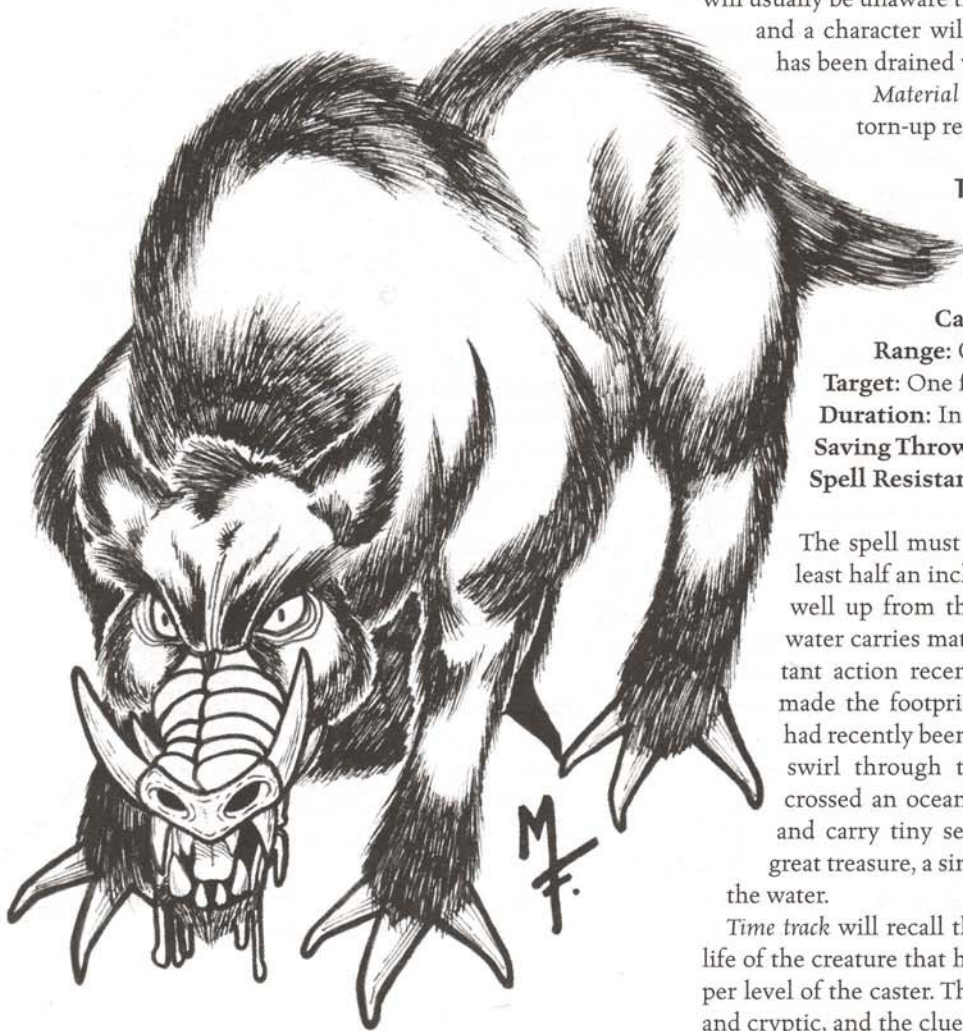 will usually be unaware
and a character wil
has been drained
Material
torn-up re
T
Ca
Range:
Target: One
Duration: In
Saving Throw
Spell Resistan
The spell must
least half an incl
well up from th
water carries mat
tant action recen
made the footpri
had recently been
swirl through t
crossed an ocean
and carry tiny se
great treasure, a sin
the water.
Time track will recall th
life of the creature that h
per level of the caster. Th
and cryptic, and the clue
MF.